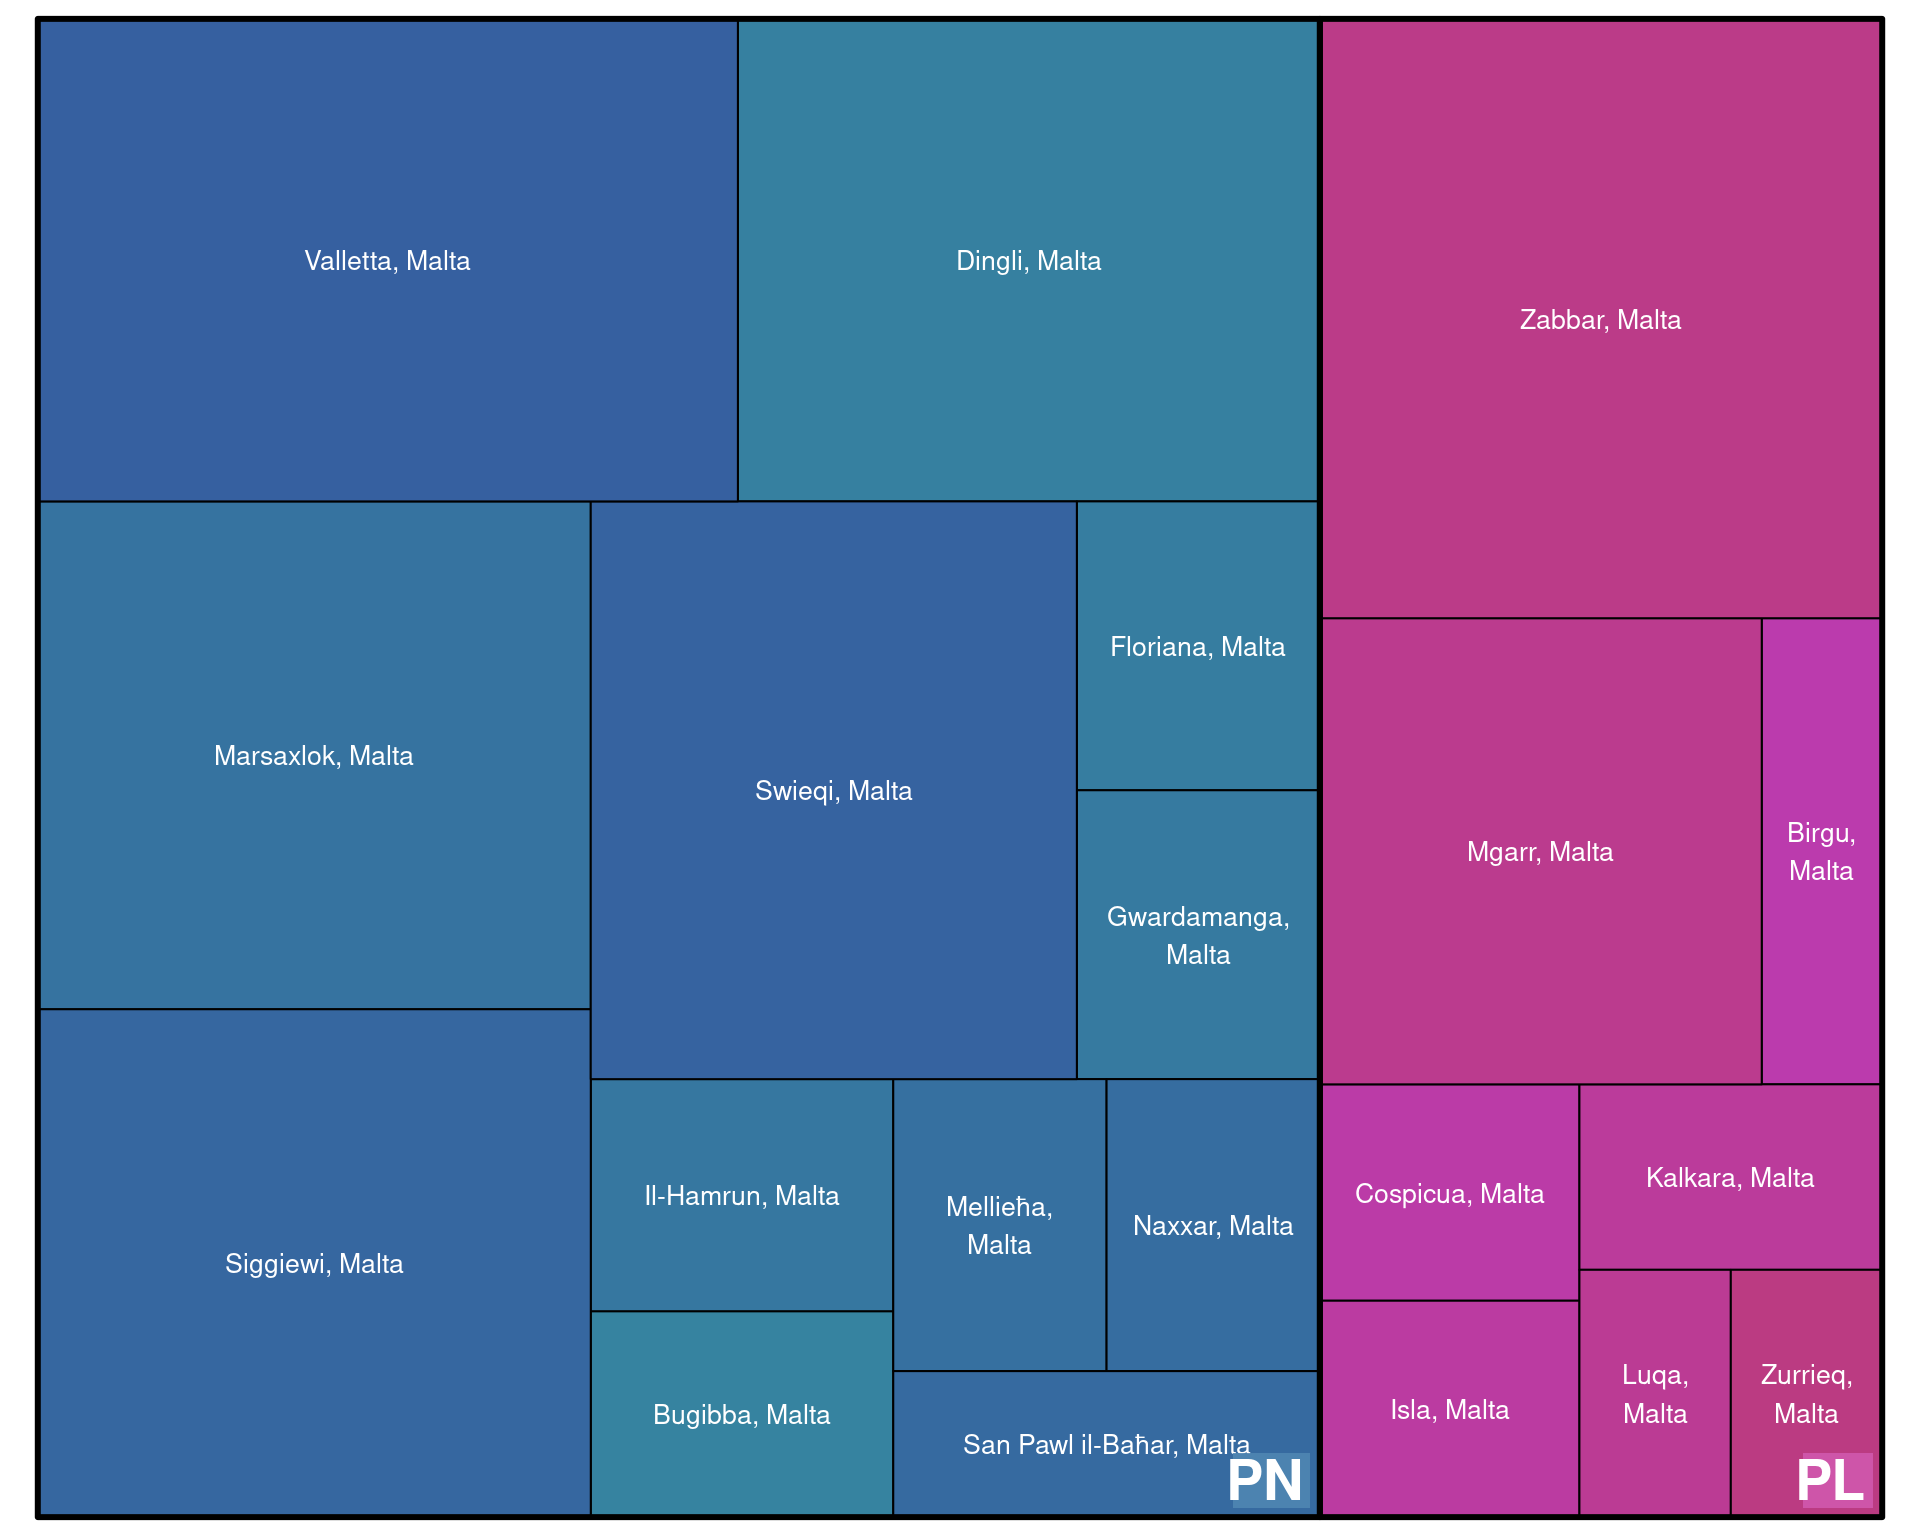 Valletta, Malta
Dingli, Malta
Zabbar, Malta
Marsaxlok, Malta
Swieqi, Malta
Floriana, Malta
Gwardamanga,
Malta
Mgarr, Malta
Birgu,
Malta
Siggiewi, Malta
Il-Hamrun, Malta
Mellieħa,
Malta
Naxxar, Malta
Bugibba, Malta
San Pawl il-Baħar, Malta
PN
Cospicua, Malta
Kalkara, Malta
Isla, Malta
Luqa,
Malta
Zurrieq,
Malta
PL